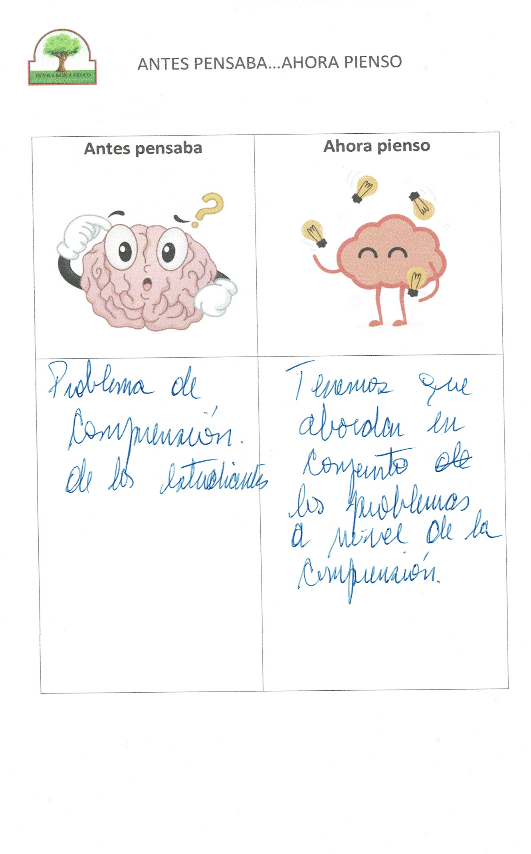 ANTES PENSABA...AHORA PIENSO
Antes pensaba
Problema de
Comprensión.
de los estudiantes
Ahora pienso
Tenemos que
abordar en
conjunto
los problemas
a nivel de la
Comprensión.